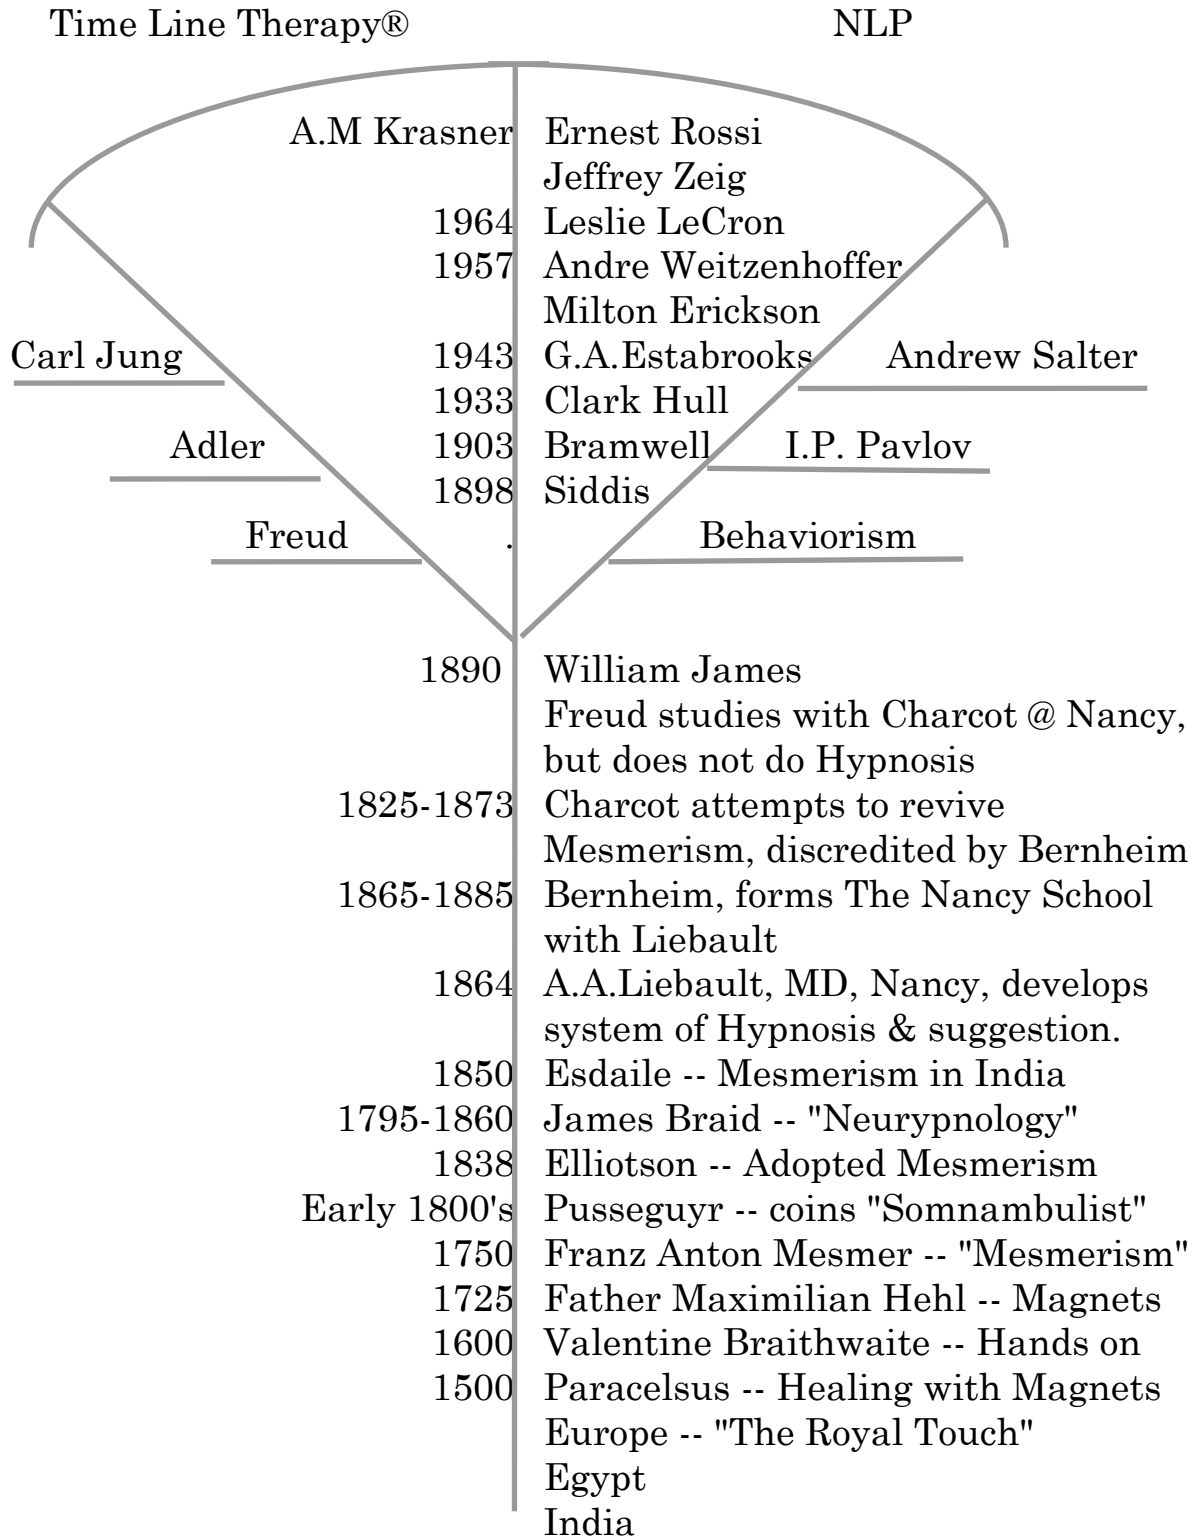 Time Line Therapy® NLP
A.M Krasner Ernest Rossi
Jeffrey Zeig
1964 Leslie LeCron
1957 Andre Weitzenhoffer
Milton Erickson
Carl Jung 1943 G.A.Estabrooks Andrew Salter
1933 Clark Hull
Adler 1903 Bramwell I.P. Pavlov
1898 Siddis
Freud . Behaviorism
1890 William James
Freud studies with Charcot @ Nancy,
but does not do Hypnosis
1825-1873 Charcot attempts to revive
Mesmerism, discredited by Bernheim
1865-1885 Bernheim, forms The Nancy School
with Liebault
1864 A.A.Liebault, MD, Nancy, develops
system of Hypnosis & suggestion.
1850 Esdaile -- Mesmerism in India
1795-1860 James Braid -- "Neurypnology"
1838 Elliotson -- Adopted Mesmerism
Early 1800's Pusseguyr -- coins "Somnambulist"
1750 Franz Anton Mesmer -- "Mesmerism"
1725 Father Maximilian Hehl -- Magnets
1600 Valentine Braithwaite -- Hands on
1500 Paracelsus -- Healing with Magnets
Europe -- "The Royal Touch"
Egypt
India